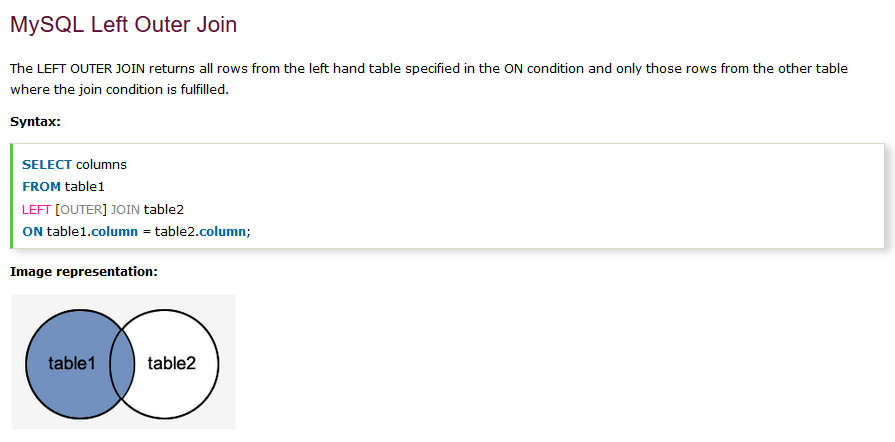 MySQL Left Outer Join
The LEFT OUTER JOIN returns all rows from the left hand table specified in the ON condition and only those rows from the other table
where the join condition is fulfilled.
Syntax:
SELECT columns
FROM table1
LEFT [OUTER] JOIN table2
ON table1.column = table2.column;
Image representation:
table1 table2